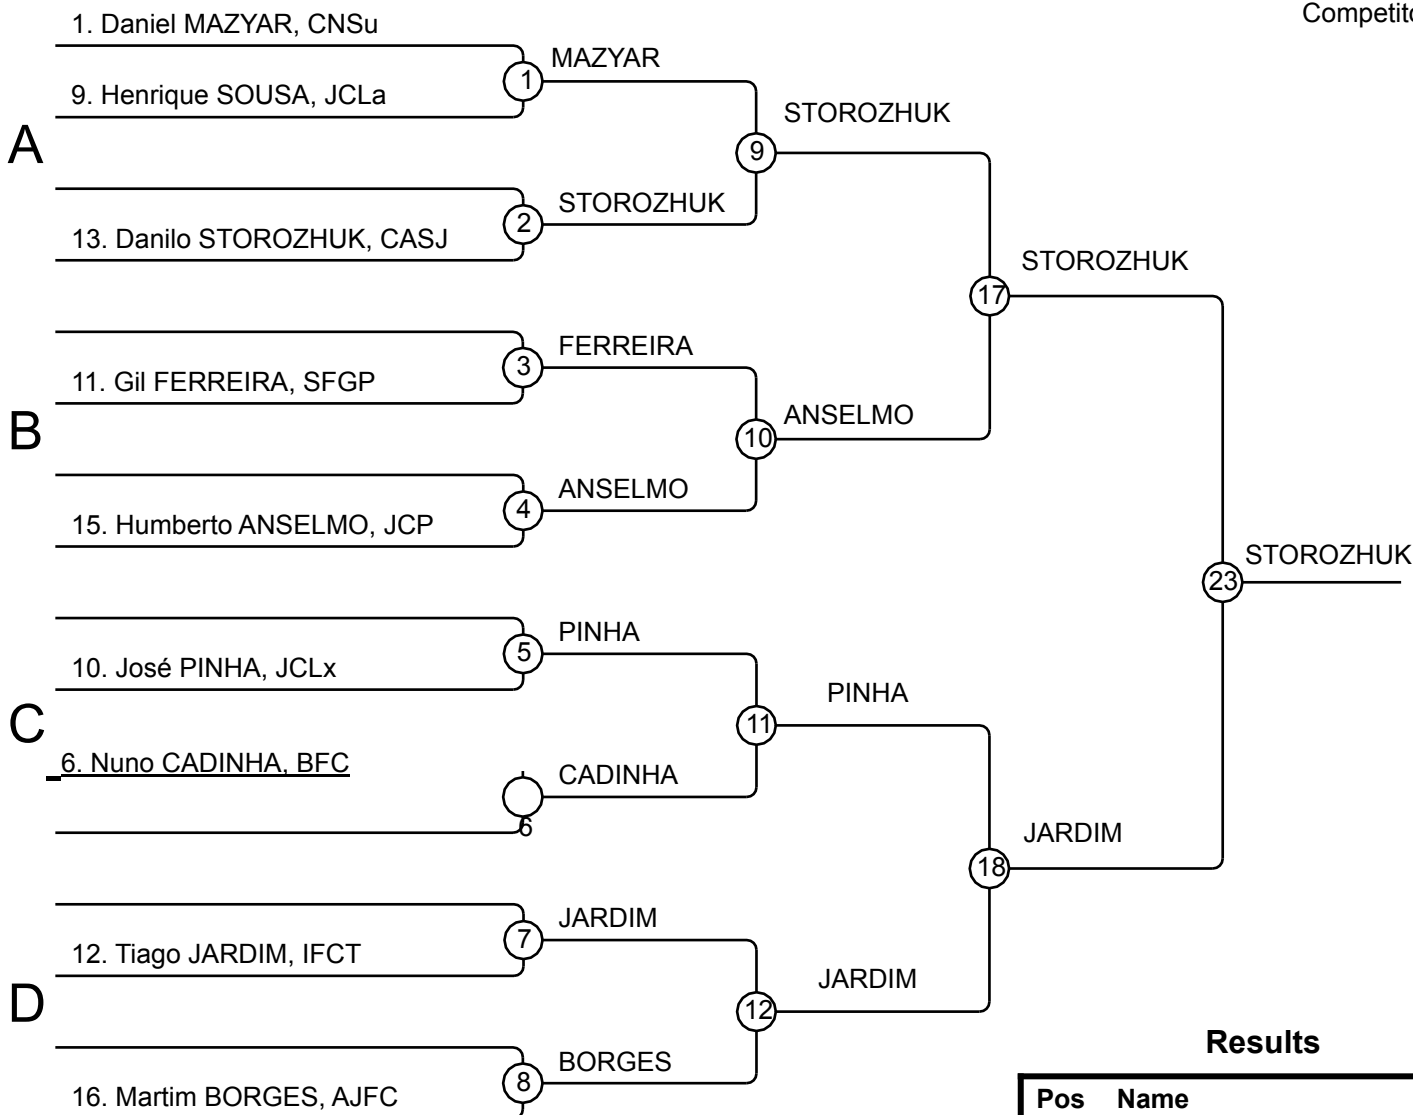 Competito
1. Daniel MAZYAR, CNSu
MAZYAR
1
9. Henrique SOUSA, JCLa
STOROZHUK
A
9
STOROZHUK
2
13. Danilo STOROZHUK, CASJ
STOROZHUK
17
FERREIRA
3
11. Gil FERREIRA, SFGP
ANSELMO
B
10
ANSELMO
4
15. Humberto ANSELMO, JCP
STOROZHUK
23
PINHA
5
10. José PINHA, JCLx
PINHA
C
11
6. Nuno CADINHA, BFC
CADINHA
6
JARDIM
18
JARDIM
7
12. Tiago JARDIM, IFCT
JARDIM
D
12
Results
BORGES
8
16. Martim BORGES, AJFC
Pos Name